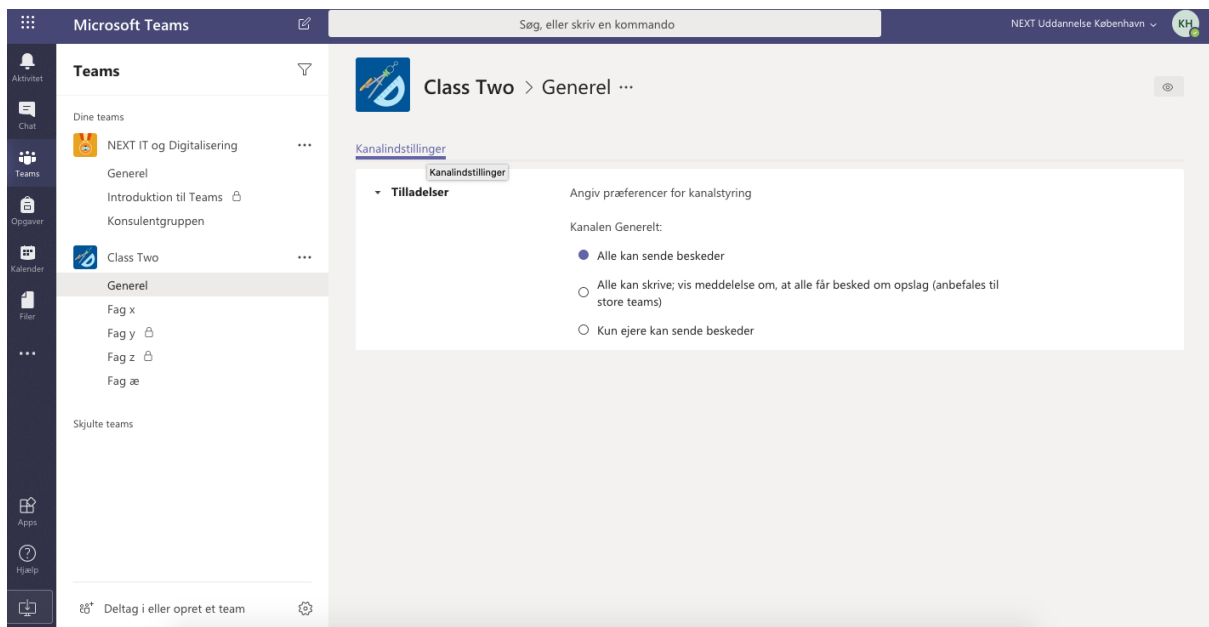 Microsoft Teams
Søg, eller skriv en kommando
NEXT Uddannelse København
KH
Aktivitet
Chat
Teams
Opgaver
Kalender
Filer
Apps
Hjælp
Teams
Dine teams
NEXT IT og Digitalisering
Generel
Introduktion til Teams
Konsulentgruppen
Class Two
Generel
Fag x
Fag y
Fag z
Fag æ
Skjulte teams
Deltag i eller opret et team
Class Two > Generel
Kanalindstillinger
Kanalindstillinger
Tilladelser
Angiv præferencer for kanalstyring
Kanalen Generelt:
Alle kan sende beskeder
Alle kan skrive; vis meddelelse om, at alle får besked om opslag (anbefales til
store teams)
Kun ejere kan sende beskeder